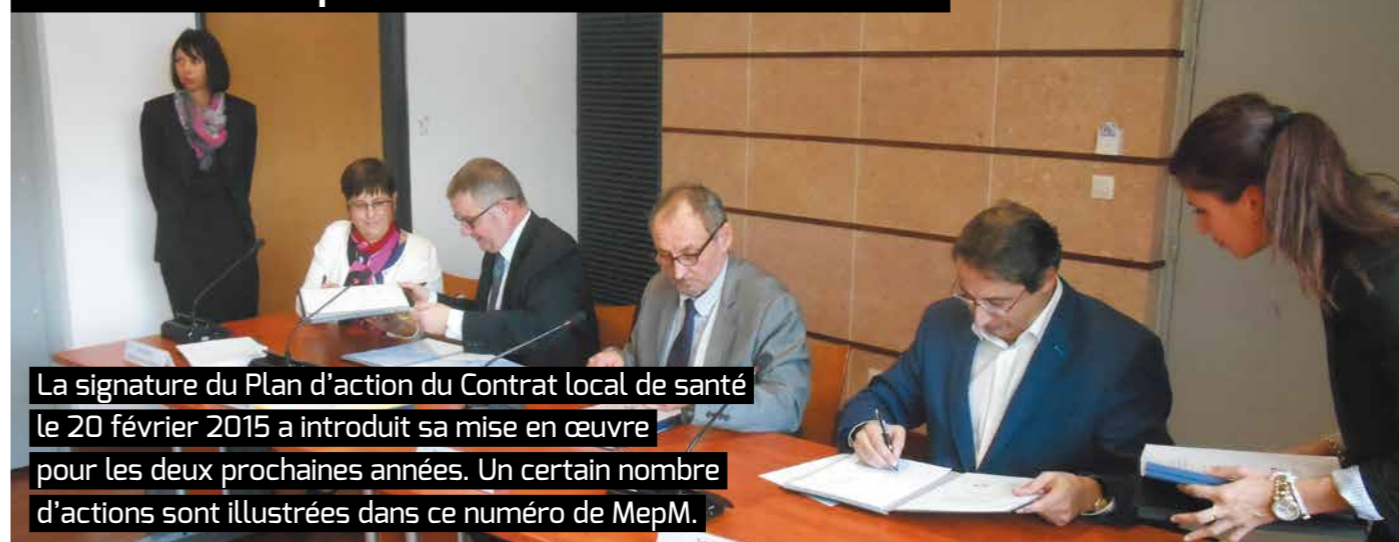 La signature du Plan d'action du Contrat local de santé
le 20 février 2015 a introduit sa mise en œuvre
pour les deux prochaines années. Un certain nombre
d'actions sont illustrées dans ce numéro de MepM.